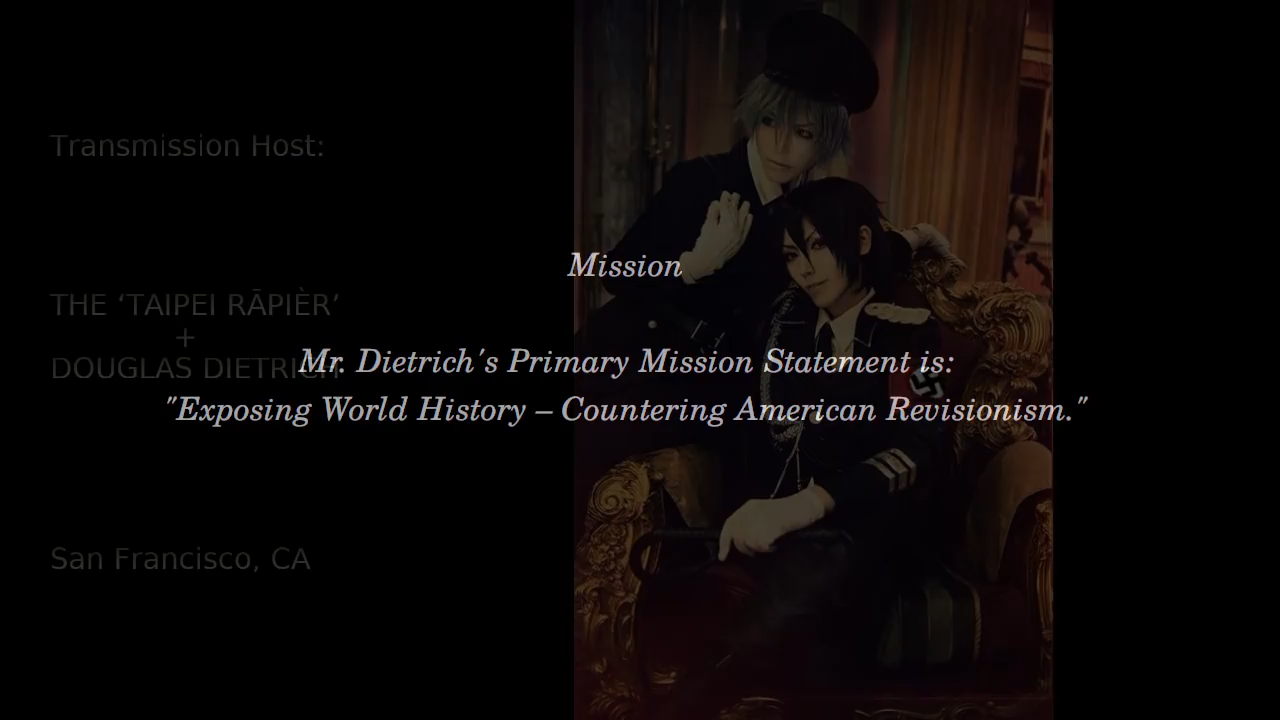 Transmission Host:
Mission
THE ‘TAIPEI RĀPIÈR’
+
DOUGLAS DIETRICH
Mr. Dietrich's Primary Mission Statement is:
"Exposing World History – Countering American Revisionism."
San Francisco, CA